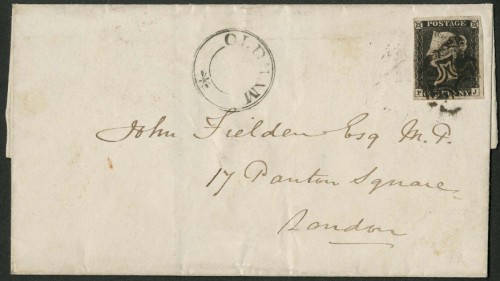 OLDHAM
POSTAGE
John Fielden Esq M.P.
17 Panton Square
London